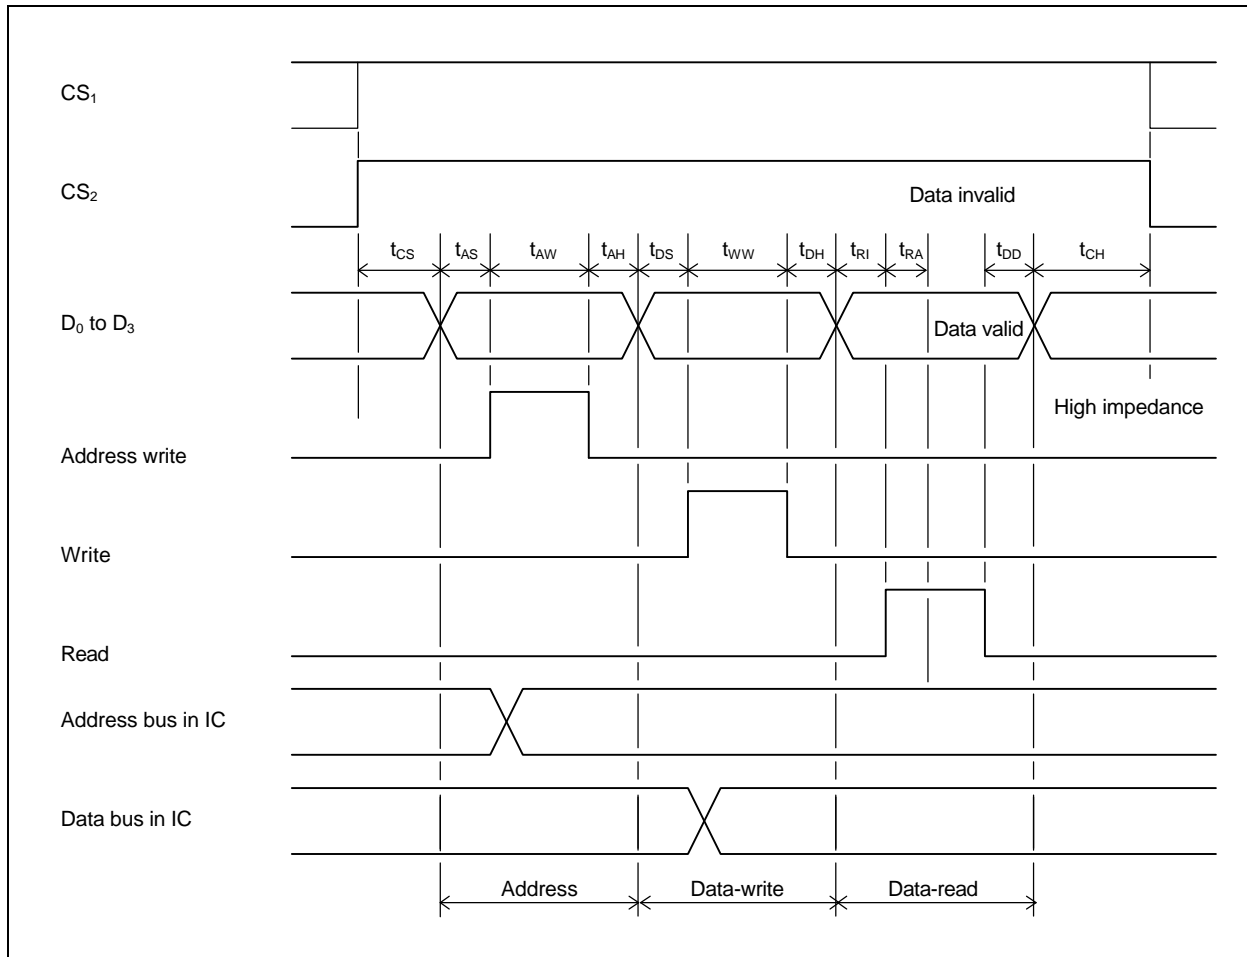 CS₁
CS₂
Data invalid
tCS tAS tAW tAH tDS tWW tDH tRI tRA tDD tCH
D₀ to D₃
Data valid
High impedance
Address write
Write
Read
Address bus in IC
Data bus in IC
Address Data-write Data-read